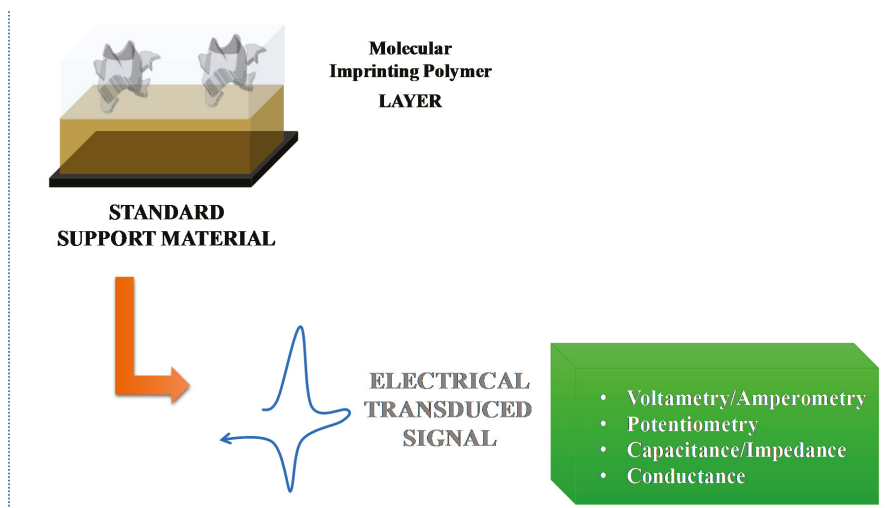 Molecular
Imprinting Polymer
LAYER
STANDARD
SUPPORT MATERIAL
ELECTRICAL
TRANSDUCED
SIGNAL
• Voltametry/Amperometry
• Potentiometry
• Capacitance/Impedance
• Conductance